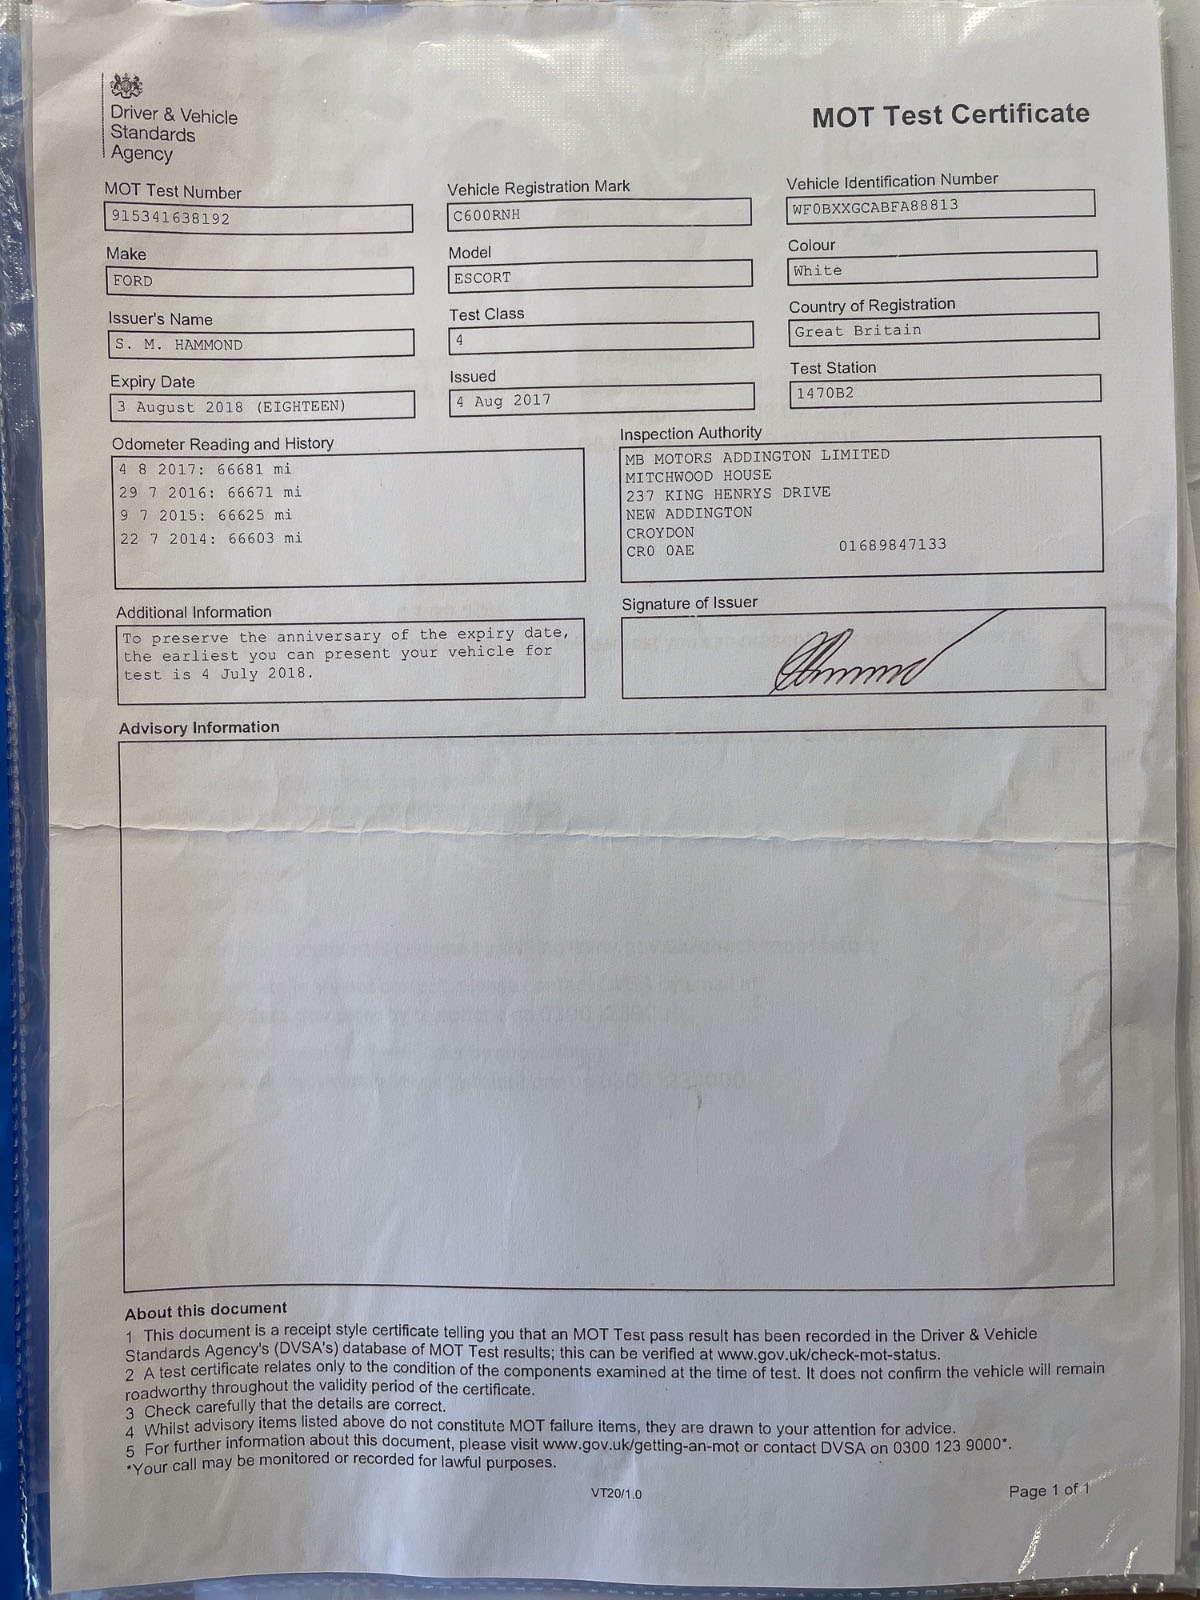 Driver & Vehicle
Standards
Agency
MOT Test Certificate
MOT Test Number
915341638192
Vehicle Registration Mark
C600RNH
Vehicle Identification Number
WF0BXXGCABFA88813
Make
FORD
Model
ESCORT
Colour
White
Issuer's Name
S. M. HAMMOND
Test Class
4
Country of Registration
Great Britain
Expiry Date
3 August 2018 (EIGHTEEN)
Issued
4 Aug 2017
Test Station
1470B2
Odometer Reading and History
4 8 2017: 66681 mi
29 7 2016: 66671 mi
9 7 2015: 66625 mi
22 7 2014: 66603 mi
Inspection Authority
MB MOTORS ADDINGTON LIMITED
MITCHWOOD HOUSE
237 KING HENRYS DRIVE
NEW ADDINGTON
CROYDON
CR0 0AE 01689847133
Additional Information
To preserve the anniversary of the expiry date,
the earliest you can present your vehicle for
test is 4 July 2018.
Signature of Issuer
Advisory Information
About this document
1 This document is a receipt style certificate telling you that an MOT Test pass result has been recorded in the Driver & Vehicle
Standards Agency's (DVSA's) database of MOT Test results; this can be verified at www.gov.uk/check-mot-status.
2 A test certificate relates only to the condition of the components examined at the time of test. It does not confirm the vehicle will remain
roadworthy throughout the validity period of the certificate.
3 Check carefully that the details are correct.
4 Whilst advisory items listed above do not constitute MOT failure items, they are drawn to your attention for advice.
5 For further information about this document, please visit www.gov.uk/getting-an-mot or contact DVSA on 0300 123 9000*.
*Your call may be monitored or recorded for lawful purposes.
VT20/1.0
Page 1 of 1